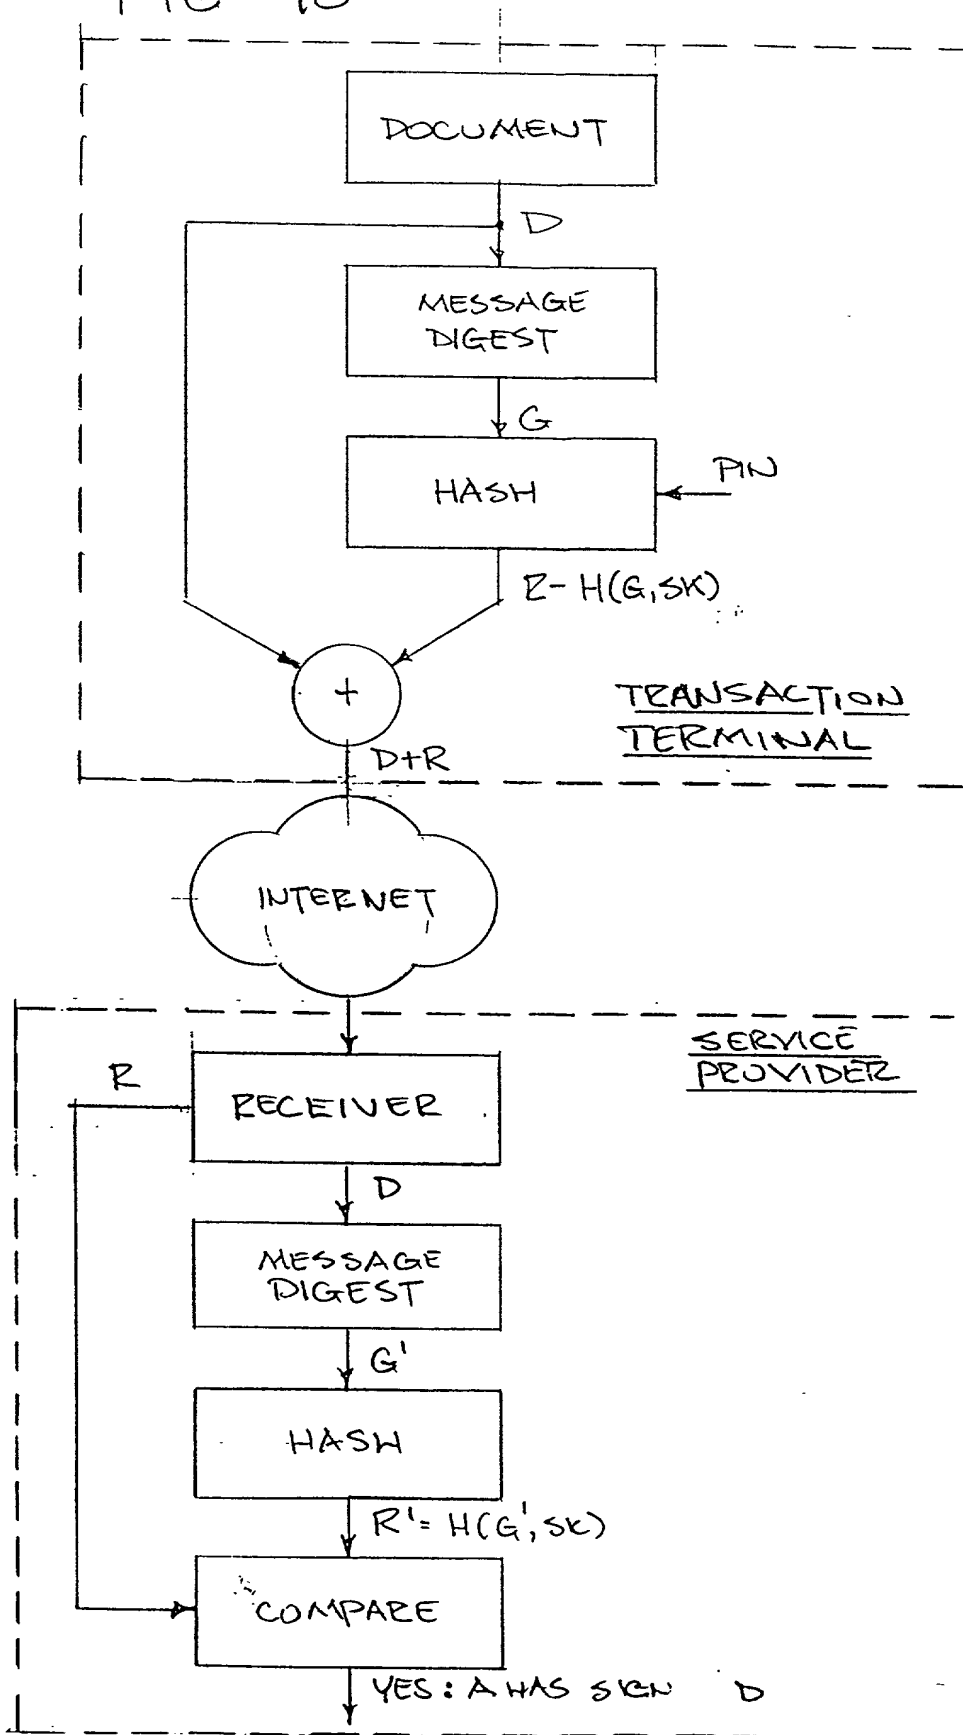 DOCUMENT
D
MESSAGE
DIGEST
G
HASH
PIN
R- H(G,SK)
+
TRANSACTION
TERMINAL
D+R
INTERNET
SERVICE
PROVIDER
R
RECEIVER
D
MESSAGE
DIGEST
G'
HASH
R'= H(G',SK)
COMPARE
YES: A HAS SIGN D